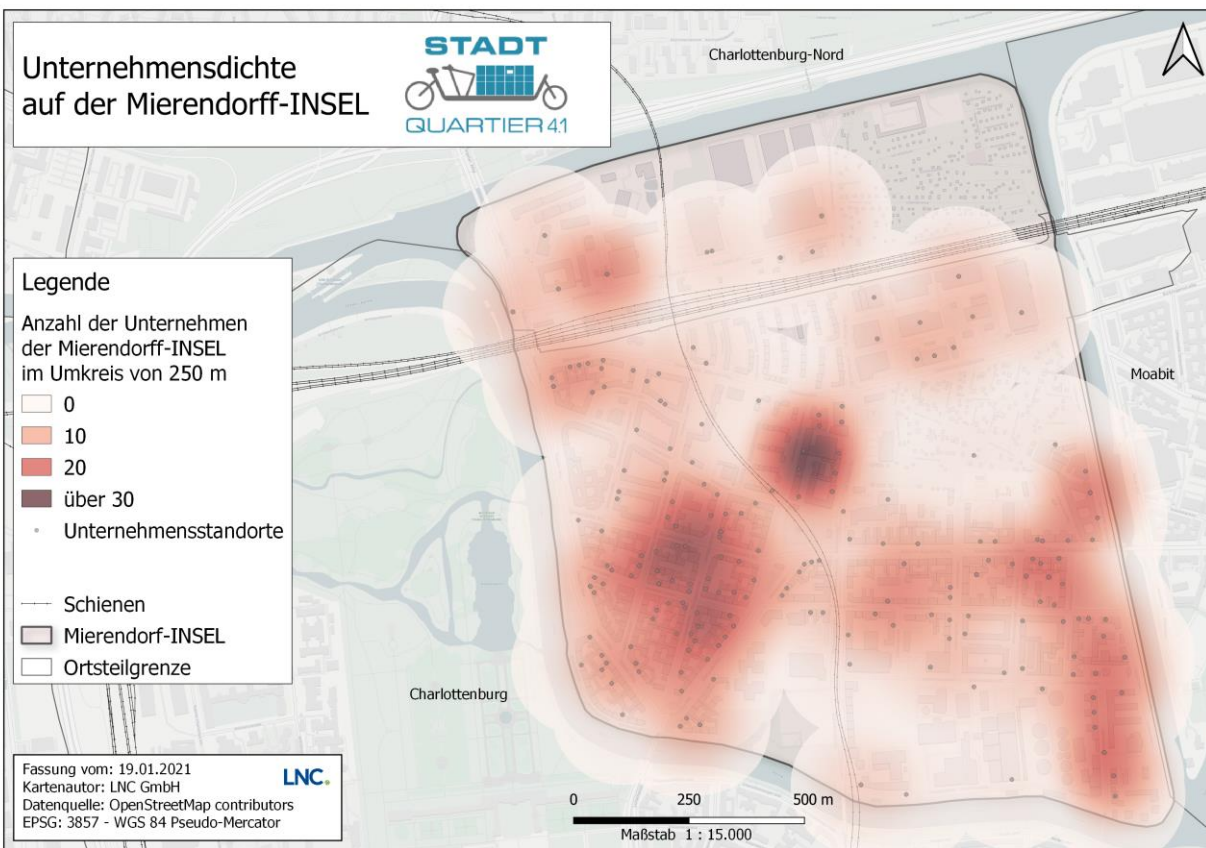 Unternehmensdichte
auf der Mierendorff-INSEL
STADT
QUARTIER 4.1
Charlottenburg-Nord
Legende
Anzahl der Unternehmen
der Mierendorff-INSEL
im Umkreis von 250 m
0
10
20
über 30
Unternehmensstandorte
Schienen
Mierendorf-INSEL
Ortsteilgrenze
Moabit
Charlottenburg
Fassung vom: 19.01.2021
Kartenautor: LNC GmbH
Datenquelle: OpenStreetMap contributors
EPSG: 3857 - WGS 84 Pseudo-Mercator
LNC.
0 250 500 m
Maßstab 1 : 15.000